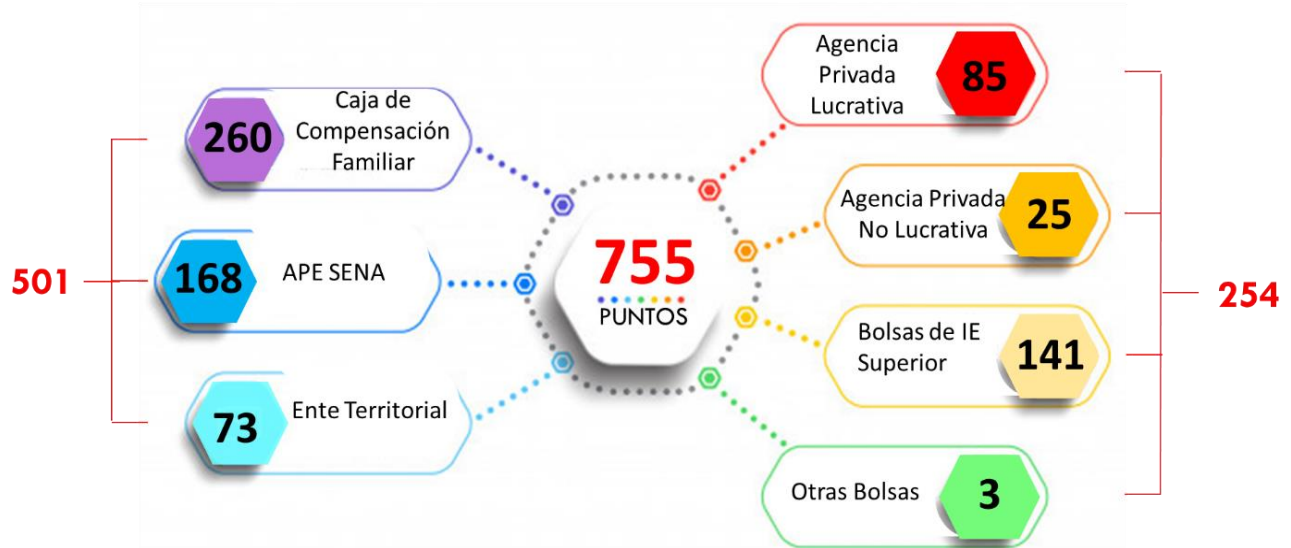 501
260
Caja de
Compensación
Familiar
168
APE SENA
73
Ente Territorial
755
PUNTOS
Agencia
Privada
Lucrativa
85
Agencia Privada
No Lucrativa
25
Bolsas de IE
Superior
141
Otras Bolsas
3
254